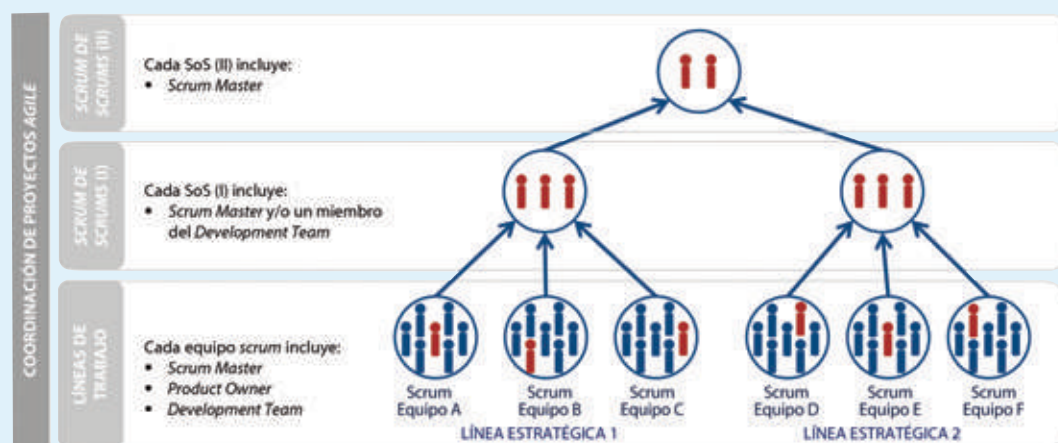 COORDINACIÓN DE PROYECTOS AGILE
SCRUM DE
SCRUMS (II)
Cada SoS (II) incluye:
• Scrum Master
SCRUM DE
SCRUMS (I)
Cada SoS (I) incluye:
• Scrum Master y/o un miembro
del Development Team
LÍNEAS DE
TRABAJO
Cada equipo scrum incluye:
• Scrum Master
• Product Owner
• Development Team
Scrum
Equipo A
Scrum
Equipo B
Scrum
Equipo C
Scrum
Equipo D
Scrum
Equipo E
Scrum
Equipo F
LÍNEA ESTRATÉGICA 1
LÍNEA ESTRATÉGICA 2